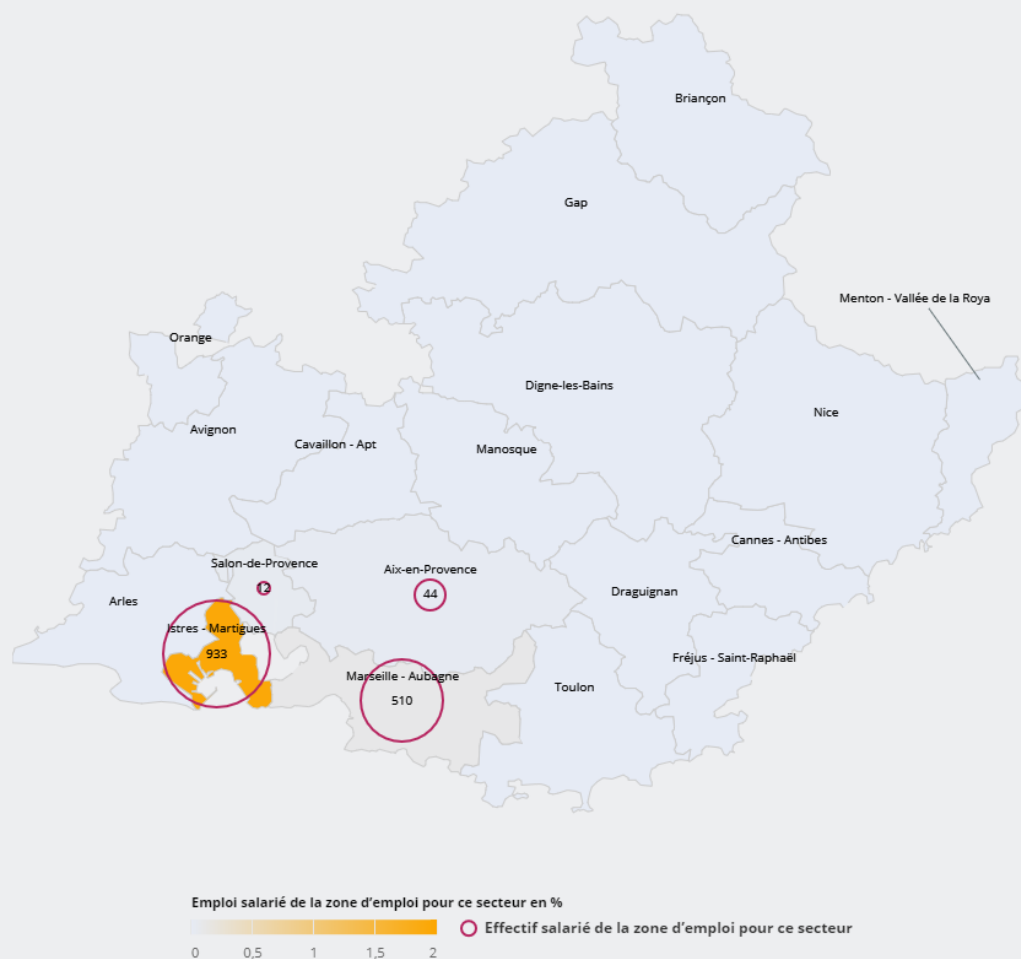 Briançon
Gap
Menton - Vallée de la Roya
Orange
Digne-les-Bains
Nice
Avignon
Cavaillon - Apt
Manosque
Cannes - Antibes
Salon-de-Provence
Aix-en-Provence
12
44
Arles
Draguignan
Istres - Martigues
933
Fréjus - Saint-Raphaël
Marseille - Aubagne
510
Toulon
Emploi salarié de la zone d’emploi pour ce secteur en %
Effectif salarié de la zone d’emploi pour ce secteur
0 0,5 1 1,5 2